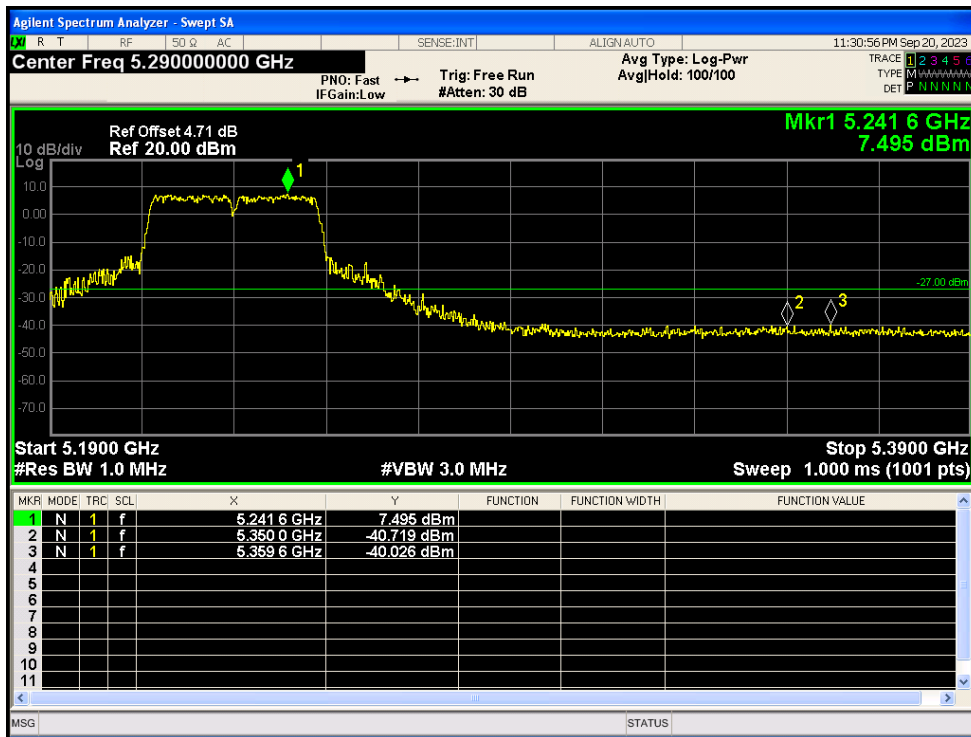 Agilent Spectrum Analyzer - Swept SA
LXI R T RF 50 Ω AC SENSE:INT ALIGN AUTO 11:30:56 PM Sep 20, 2023
Center Freq 5.290000000 GHz
PNO: Fast
IFGain:Low
Trig: Free Run
#Atten: 30 dB
Avg Type: Log-Pwr
Avg|Hold: 100/100
TRACE 1 2 3 4 5 6
TYPE M WWWWW
DET P N N N N N
Mkr1 5.241 6 GHz
7.495 dBm
Ref Offset 4.71 dB
10 dB/div Ref 20.00 dBm
Log
10.0
0.00
-10.0
-20.0
-30.0
-40.0
-50.0
-60.0
-70.0
1
-27.00 dBm
2
3
Start 5.1900 GHz Stop 5.3900 GHz
#Res BW 1.0 MHz #VBW 3.0 MHz Sweep 1.000 ms (1001 pts)
MKR MODE TRC SCL X Y FUNCTION FUNCTION WIDTH FUNCTION VALUE
1 N 1 f 5.241 6 GHz 7.495 dBm
2 N 1 f 5.350 0 GHz -40.719 dBm
3 N 1 f 5.359 6 GHz -40.026 dBm
4
5
6
7
8
9
10
11
MSG STATUS